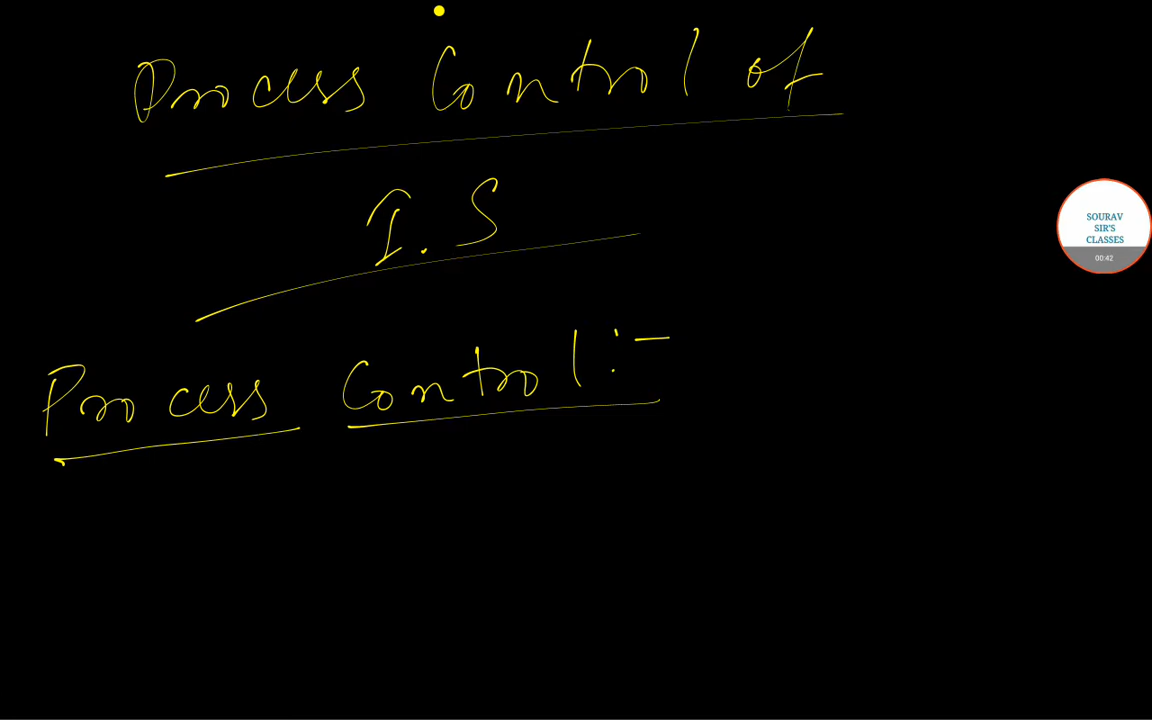 Process Control of
I.S
Process Control :-
SOURAV
SIR'S
CLASSES
00:42